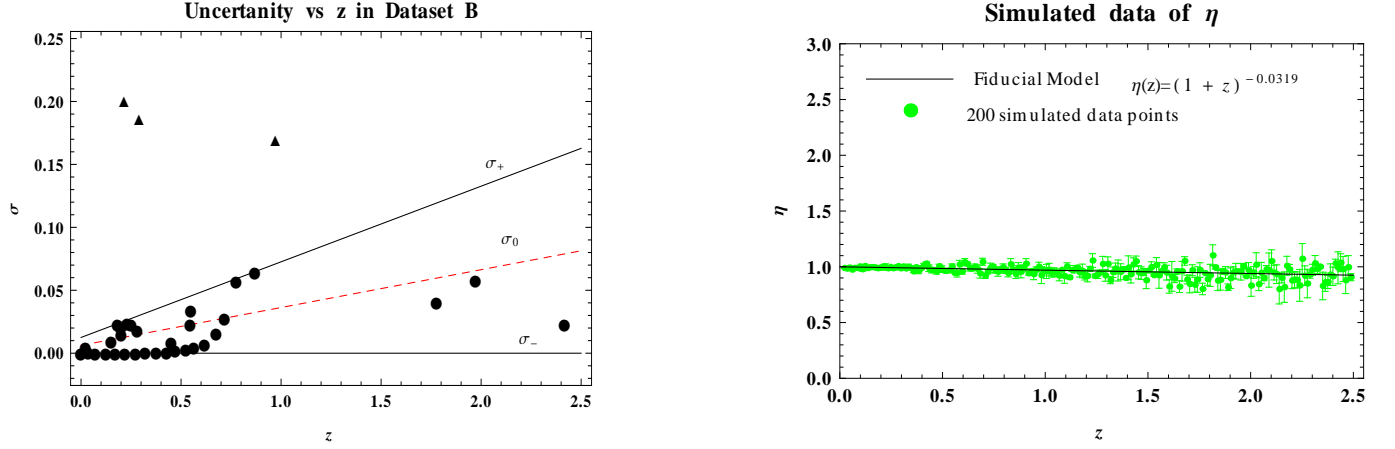 Uncertanity vs z in Dataset B
0.25
0.20
0.15
0.10
0.05
0.00
σ
σ+
σ0
σ−
0.0 0.5 1.0 1.5 2.0 2.5
z
Simulated data of η
3.0
2.5
2.0
1.5
1.0
0.5
0.0
η
Fiducial Model η(z)=(1 + z)^−0.0319
200 simulated data points
0.0 0.5 1.0 1.5 2.0 2.5
z